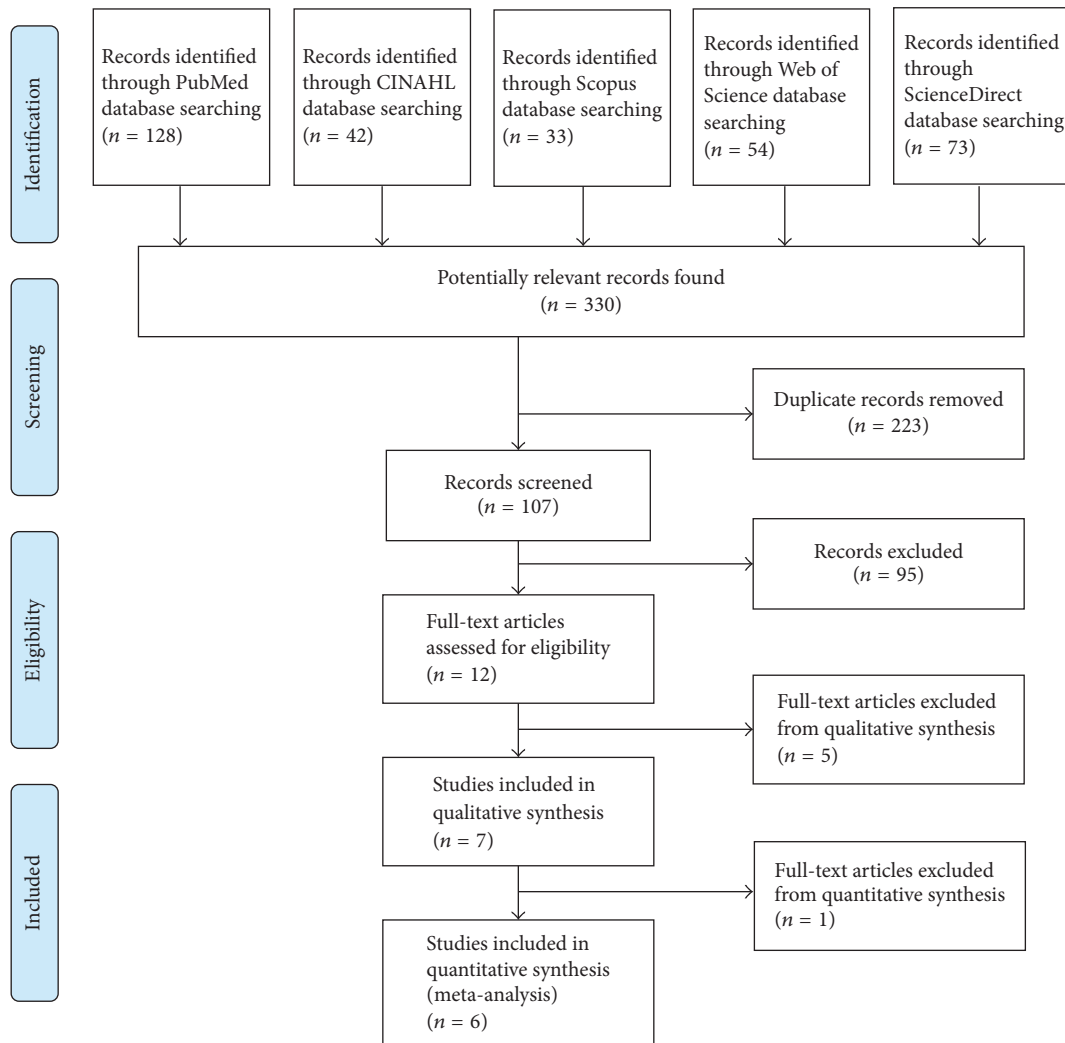 Identification
Records identified
through PubMed
database searching
(n = 128)
Records identified
through CINAHL
database searching
(n = 42)
Records identified
through Scopus
database searching
(n = 33)
Records identified
through Web of
Science database
searching
(n = 54)
Records identified
through
ScienceDirect
database searching
(n = 73)
Potentially relevant records found
(n = 330)
Screening
Duplicate records removed
(n = 223)
Records screened
(n = 107)
Eligibility
Records excluded
(n = 95)
Full-text articles
assessed for eligibility
(n = 12)
Full-text articles excluded
from qualitative synthesis
(n = 5)
Included
Studies included in
qualitative synthesis
(n = 7)
Full-text articles excluded
from quantitative synthesis
(n = 1)
Studies included in
quantitative synthesis
(meta-analysis)
(n = 6)